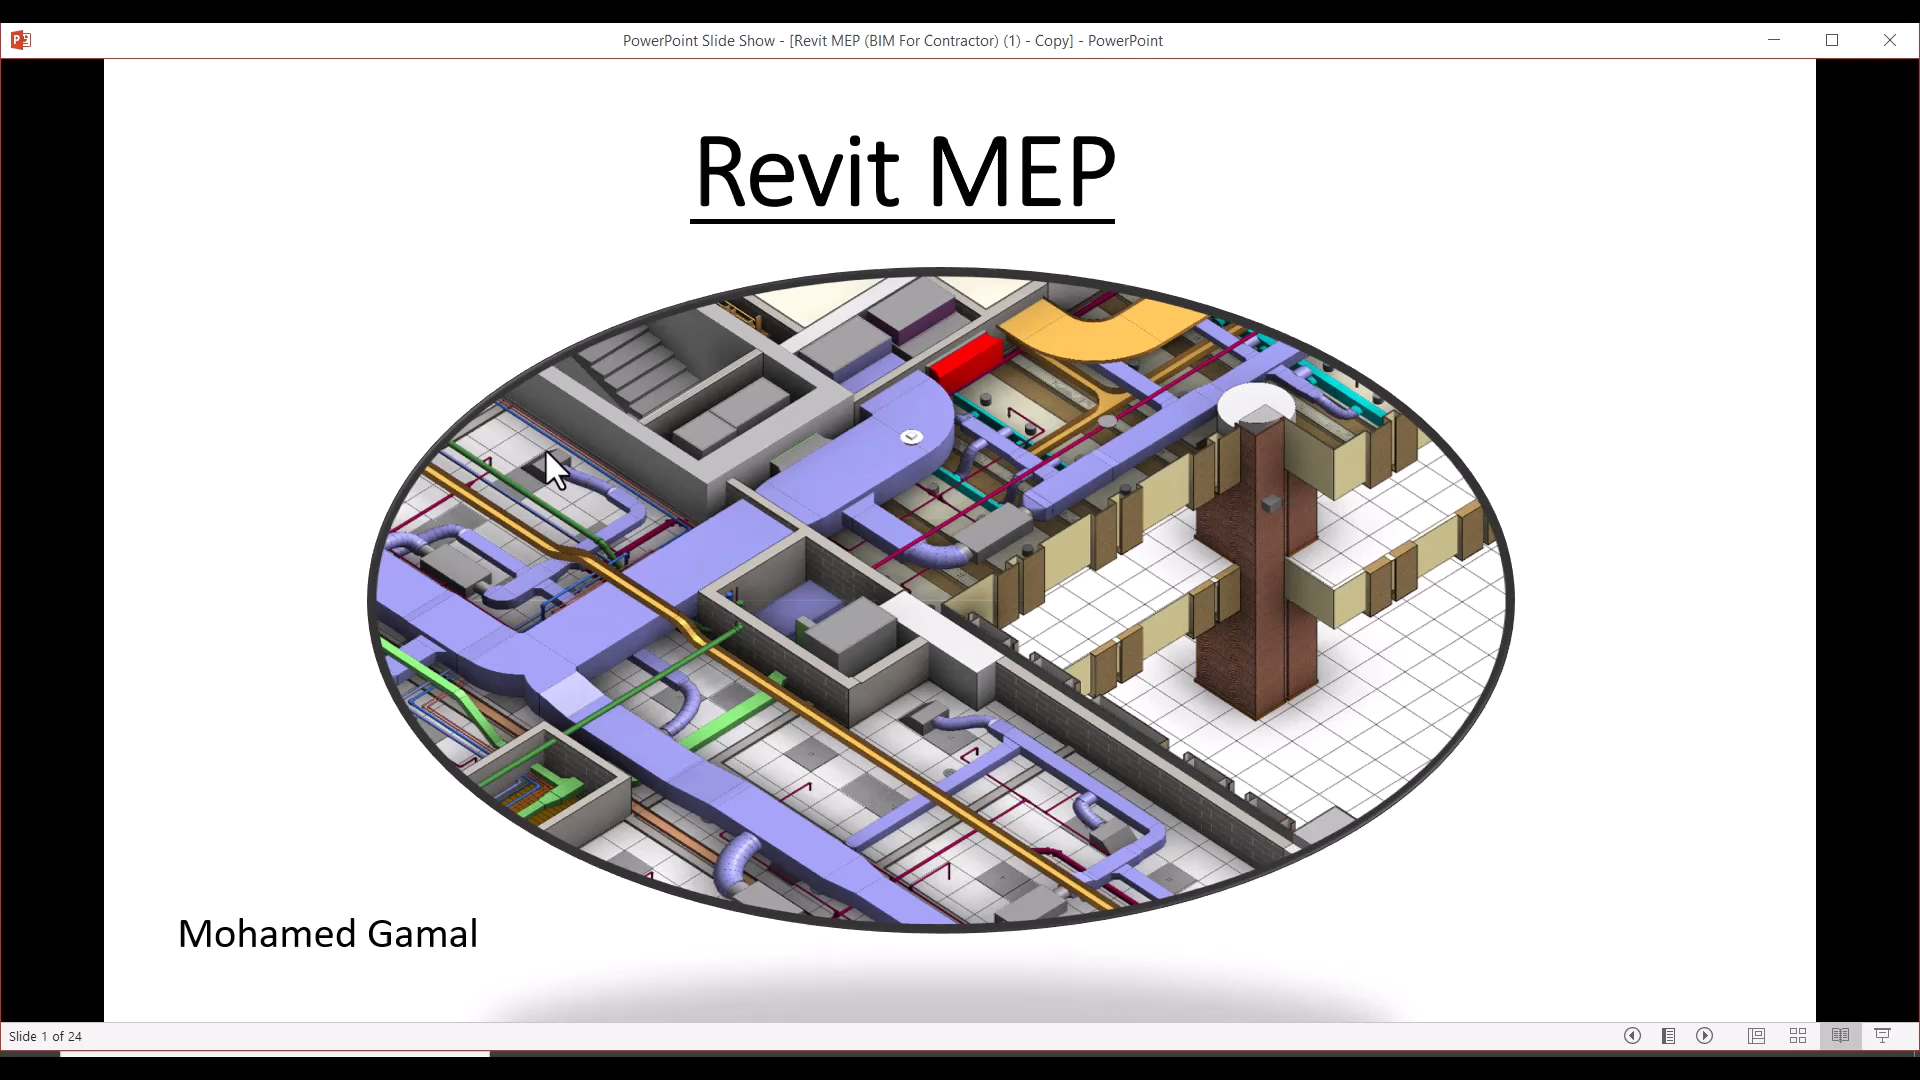 PowerPoint Slide Show - [Revit MEP (BIM For Contractor) (1) - Copy] - PowerPoint
Revit MEP
Mohamed Gamal
Slide 1 of 24